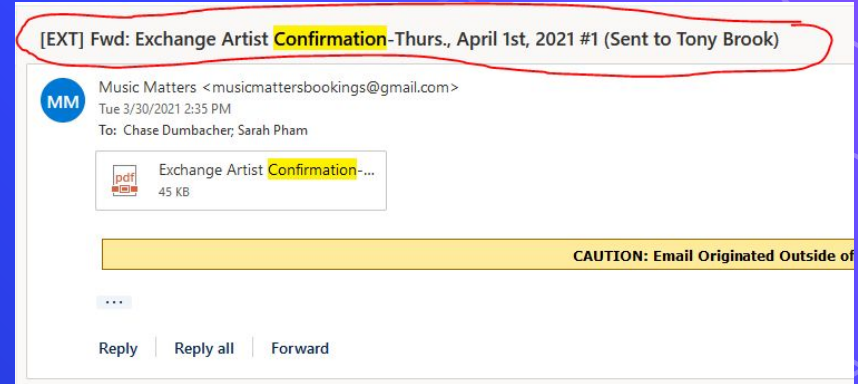 [EXT] Fwd: Exchange Artist Confirmation-Thurs., April 1st, 2021 #1 (Sent to Tony Brook)
MM
Music Matters <musicmattersbookings@gmail.com>
Tue 3/30/2021 2:35 PM
To: Chase Dumbacher; Sarah Pham
pdf
Exchange Artist Confirmation-...
45 KB
CAUTION: Email Originated Outside of
...
Reply Reply all Forward